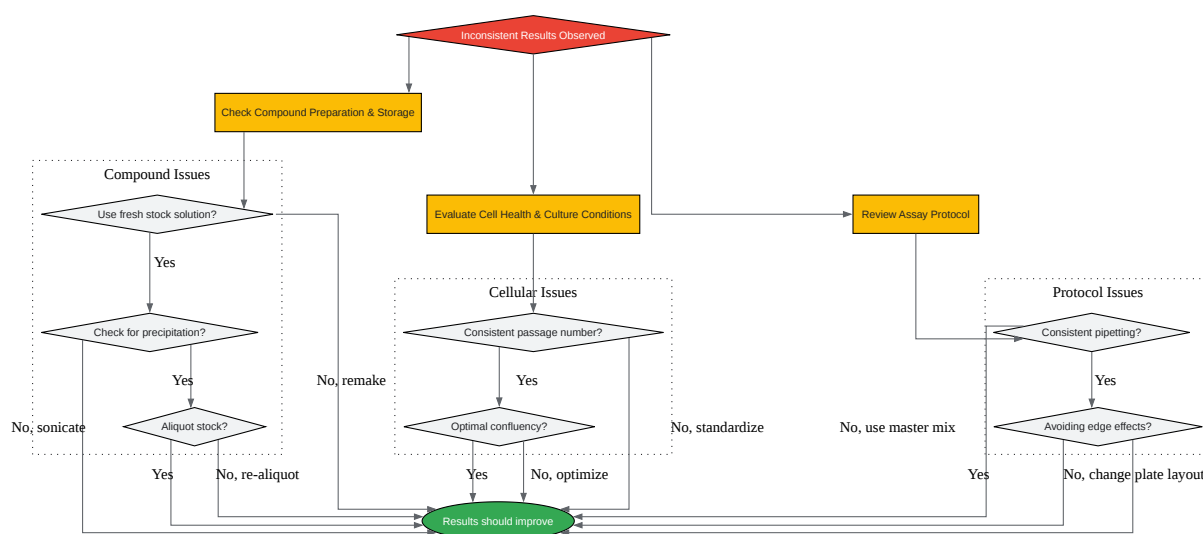 Inconsistent Results Observed
Check Compound Preparation & Storage
Compound Issues
Use fresh stock solution?
Evaluate Cell Health & Culture Conditions
Review Assay Protocol
Yes
Cellular Issues
Protocol Issues
Check for precipitation?
Consistent passage number?
Consistent pipetting?
Yes
No, remake
Yes
Yes
No, sonicate
Aliquot stock?
Optimal confluency?
No, standardize
No, use master mix
Avoiding edge effects?
Yes
No, re-aliquot
Yes
No, optimize
Yes
No, change plate layout
Results should improve